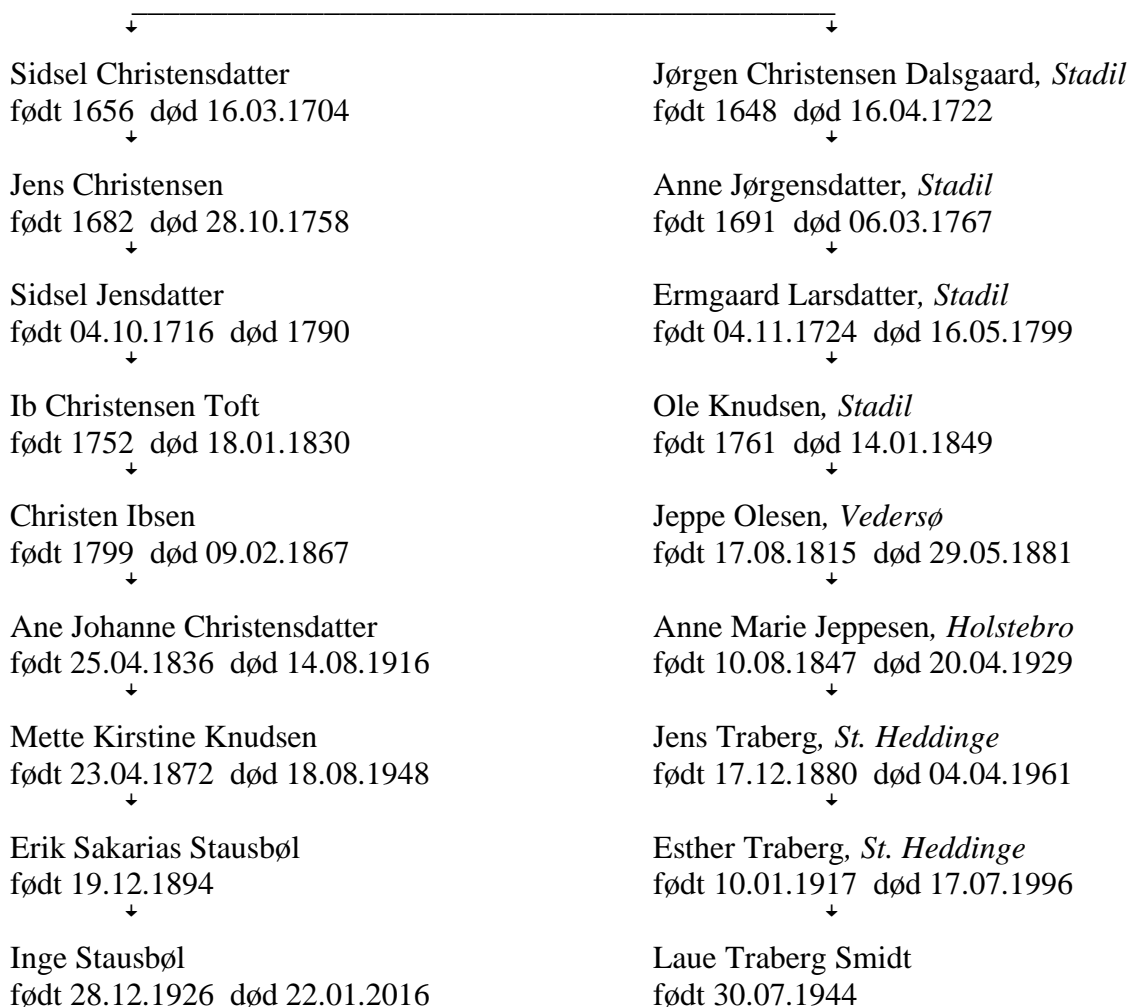 Sidsel Christensdatter
født 1656 død 16.03.1704
Jørgen Christensen Dalsgaard, Stadil
født 1648 død 16.04.1722
Jens Christensen
født 1682 død 28.10.1758
Anne Jørgensdatter, Stadil
født 1691 død 06.03.1767
Sidsel Jensdatter
født 04.10.1716 død 1790
Ermgaard Larsdatter, Stadil
født 04.11.1724 død 16.05.1799
Ib Christensen Toft
født 1752 død 18.01.1830
Ole Knudsen, Stadil
født 1761 død 14.01.1849
Christen Ibsen
født 1799 død 09.02.1867
Jeppe Olesen, Vedersø
født 17.08.1815 død 29.05.1881
Ane Johanne Christensdatter
født 25.04.1836 død 14.08.1916
Anne Marie Jeppesen, Holstebro
født 10.08.1847 død 20.04.1929
Mette Kirstine Knudsen
født 23.04.1872 død 18.08.1948
Jens Traberg, St. Heddinge
født 17.12.1880 død 04.04.1961
Erik Sakarias Stausbøl
født 19.12.1894
Esther Traberg, St. Heddinge
født 10.01.1917 død 17.07.1996
Inge Stausbøl
født 28.12.1926 død 22.01.2016
Laue Traberg Smidt
født 30.07.1944